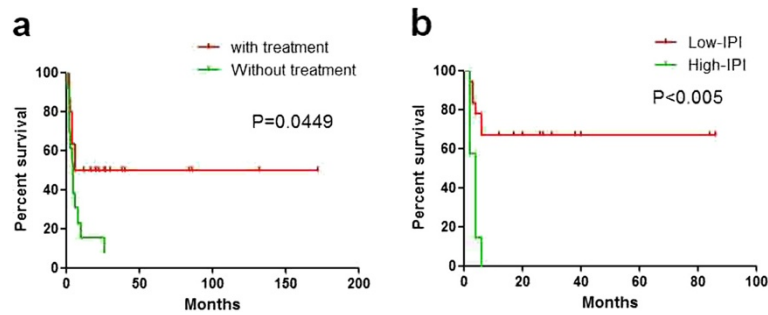 a
with treatment
Without treatment
P=0.0449
Percent survival
100
80
60
40
20
0
0 50 100 150 200
Months
b
Low-IPI
High-IPI
P<0.005
Percent survival
100
80
60
40
20
0
0 20 40 60 80 100
Months